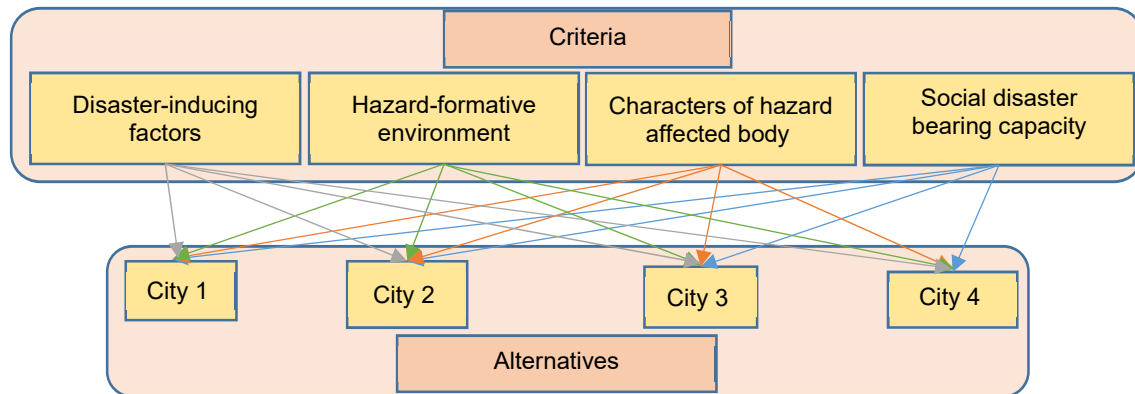 Criteria
Disaster-inducing
factors
Hazard-formative
environment
Characters of hazard
affected body
Social disaster
bearing capacity
City 1
City 2
City 3
City 4
Alternatives